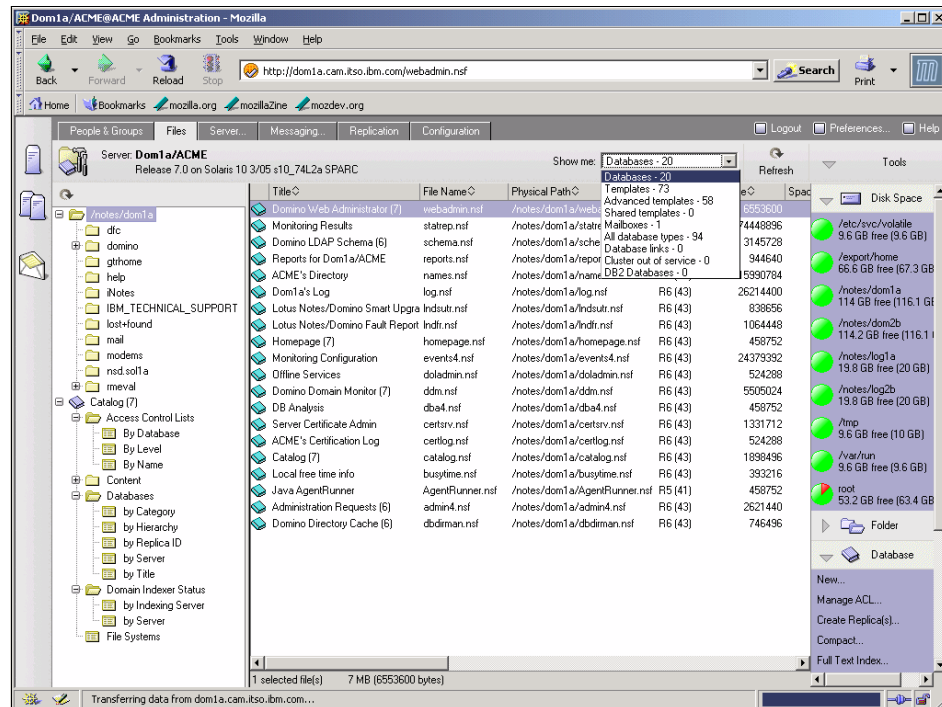 Dom1a/ACME@ACME Administration - Mozilla
File Edit View Go Bookmarks Tools Window Help
Back Forward Reload Stop http://dom1a.cam.itso.ibm.com/webadmin.nsf Search Print
Home Bookmarks mozilla.org mozillaZine mozdev.org
People & Groups Files Server... Messaging... Replication Configuration Logout Preferences... Help
Server: Dom1a/ACME
Release 7.0 on Solaris 10 3/05 s10_74L2a SPARC
Show me: Databases - 20 Refresh Tools
Databases - 20
Templates - 73
Advanced templates - 58
Shared templates - 0
Mailboxes - 1
All database types - 94
Database links - 0
Cluster out of service - 0
DB2 Databases - 0
/notes/dom1a
dfc
domino
gtrhome
help
iNotes
IBM_TECHNICAL_SUPPORT
lost+found
mail
modems
nsd.sol1a
rmeval
Catalog (7)
Access Control Lists
By Database
By Level
By Name
Content
Databases
by Category
by Hierarchy
by Replica ID
by Server
by Title
Domain Indexer Status
by Indexing Server
by Server
File Systems
Title File Name Physical Path Spac
Domino Web Administrator (7) webadmin.nsf /notes/dom1a/weba 6553600
Monitoring Results statrep.nsf /notes/dom1a/statre 74448896
Domino LDAP Schema (6) schema.nsf /notes/dom1a/sche 3145728
Reports for Dom1a/ACME reports.nsf /notes/dom1a/repor 944640
ACME's Directory names.nsf /notes/dom1a/name 15990784
Dom1a's Log log.nsf /notes/dom1a/log.nsf R6 (43) 26214400
Lotus Notes/Domino Smart Upgra lndsutr.nsf /notes/dom1a/lndsutr.nsf R6 (43) 838656
Lotus Notes/Domino Fault Report lndfr.nsf /notes/dom1a/lndfr.nsf R6 (43) 1064448
Homepage (7) homepage.nsf /notes/dom1a/homepage.nsf R6 (43) 458752
Monitoring Configuration events4.nsf /notes/dom1a/events4.nsf R6 (43) 24379392
Offline Services doladmin.nsf /notes/dom1a/doladmin.nsf R6 (43) 524288
Domino Domain Monitor (7) ddm.nsf /notes/dom1a/ddm.nsf R6 (43) 5505024
DB Analysis dba4.nsf /notes/dom1a/dba4.nsf R6 (43) 458752
Server Certificate Admin certsrv.nsf /notes/dom1a/certsrv.nsf R6 (43) 1331712
ACME's Certification Log certlog.nsf /notes/dom1a/certlog.nsf R6 (43) 524288
Catalog (7) catalog.nsf /notes/dom1a/catalog.nsf R6 (43) 1898496
Local free time info busytime.nsf /notes/dom1a/busytime.nsf R6 (43) 393216
Java AgentRunner AgentRunner.nsf /notes/dom1a/AgentRunner.nsf R5 (41) 458752
Administration Requests (6) admin4.nsf /notes/dom1a/admin4.nsf R6 (43) 2621440
Domino Directory Cache (6) dbdirman.nsf /notes/dom1a/dbdirman.nsf R6 (43) 746496
1 selected file(s) 7 MB (6553600 bytes)
Disk Space
/etc/svc/volatile
9.6 GB free (9.6 GB)
/export/home
66.6 GB free (67.3 GB
/notes/dom1a
114 GB free (116.1 GB
/notes/dom2b
114.2 GB free (116.1
/notes/log1a
19.8 GB free (20 GB)
/notes/log2b
19.8 GB free (20 GB)
/tmp
9.6 GB free (10 GB)
/var/run
9.6 GB free (9.6 GB)
root
53.2 GB free (63.4 GB
Folder
Database
New...
Manage ACL...
Create Replica(s)...
Compact...
Full Text Index...
Transferring data from dom1a.cam.itso.ibm.com...